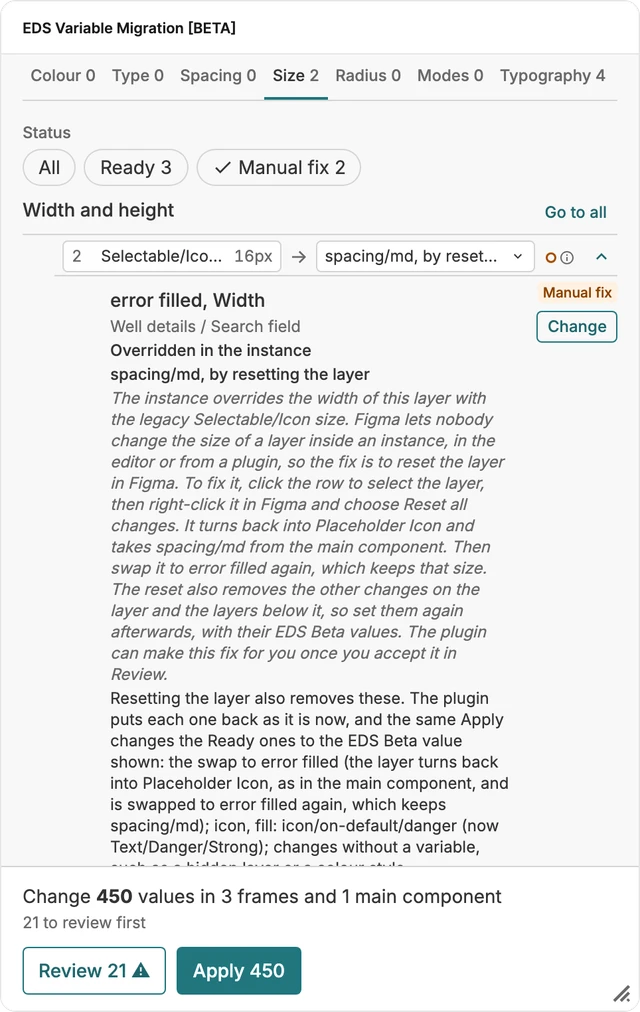 EDS Variable Migration [BETA]
Colour 0 Type 0 Spacing 0 Size 2 Radius 0 Modes 0 Typography 4
Status
All Ready 3 Manual fix 2
Width and height Go to all
2 Selectable/Ico... 16px → spacing/md, by reset...
error filled, Width Manual fix
Well details / Search field Change
Overridden in the instance
spacing/md, by resetting the layer
The instance overrides the width of this layer with
the legacy Selectable/Icon size. Figma lets nobody
change the size of a layer inside an instance, in the
editor or from a plugin, so the fix is to reset the layer
in Figma. To fix it, click the row to select the layer,
then right-click it in Figma and choose Reset all
changes. It turns back into Placeholder Icon and
takes spacing/md from the main component. Then
swap it to error filled again, which keeps that size.
The reset also removes the other changes on the
layer and the layers below it, so set them again
afterwards, with their EDS Beta values. The plugin
can make this fix for you once you accept it in
Review.
Resetting the layer also removes these. The plugin
puts each one back as it is now, and the same Apply
changes the Ready ones to the EDS Beta value
shown: the swap to error filled (the layer turns back
into Placeholder Icon, as in the main component, and
is swapped to error filled again, which keeps
spacing/md); icon, fill: icon/on-default/danger (now
Text/Danger/Strong); changes without a variable,
Change 450 values in 3 frames and 1 main component
21 to review first
Review 21 Apply 450